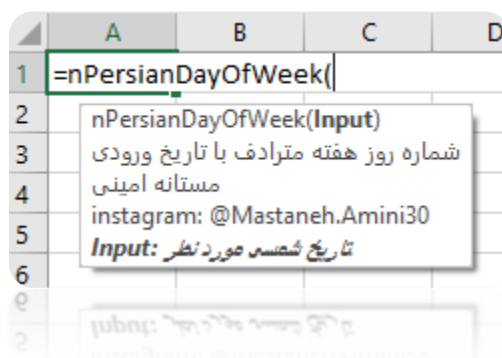 A B C D
1 =nPersianDayOfWeek(
2
3
4
5
6
nPersianDayOfWeek(Input)
شماره روز هفته مترادف با تاریخ ورودی
مستانه امینی
instagram: @Mastaneh.Amini30
Input: تاریخ شمسی مورد نظر